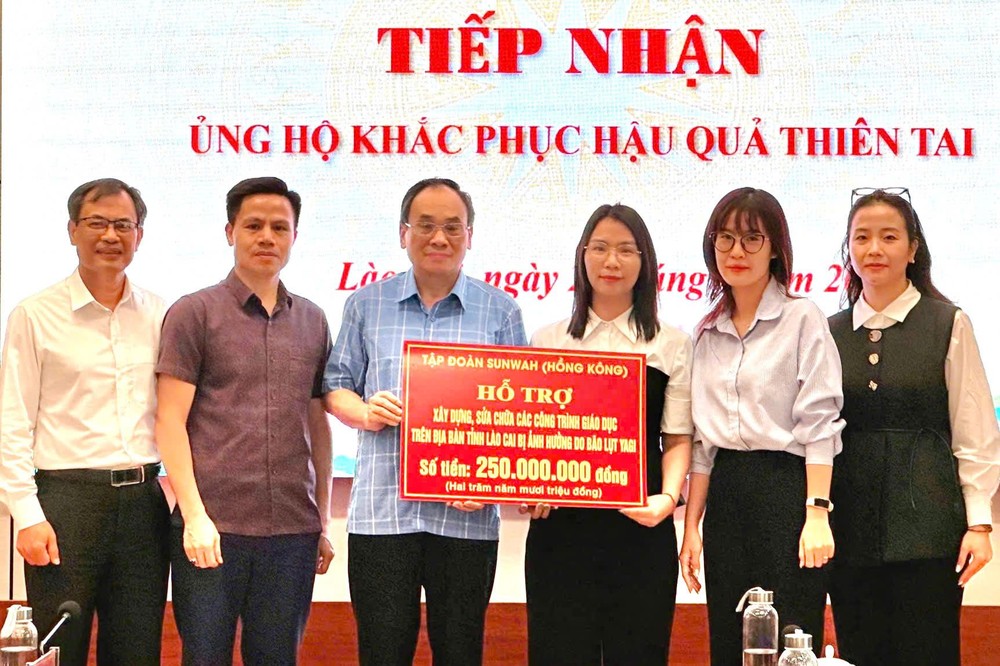 TIẾP NHẬN
ỦNG HỘ KHẮC PHỤC HẬU QUẢ THIÊN TAI
Lào ngày
TẬP ĐOÀN SUNWAH (HỒNG KÔNG)
HỖ TRỢ
XÂY DỰNG, SỬA CHỮA CÁC CÔNG TRÌNH GIÁO DỤC
TRÊN ĐỊA BÀN TỈNH LÀO CAI BỊ ẢNH HƯỞNG DO BÃO LỤT YAGI
Số tiền: 250.000.000 đồng
(Hai trăm năm mươi triệu đồng)